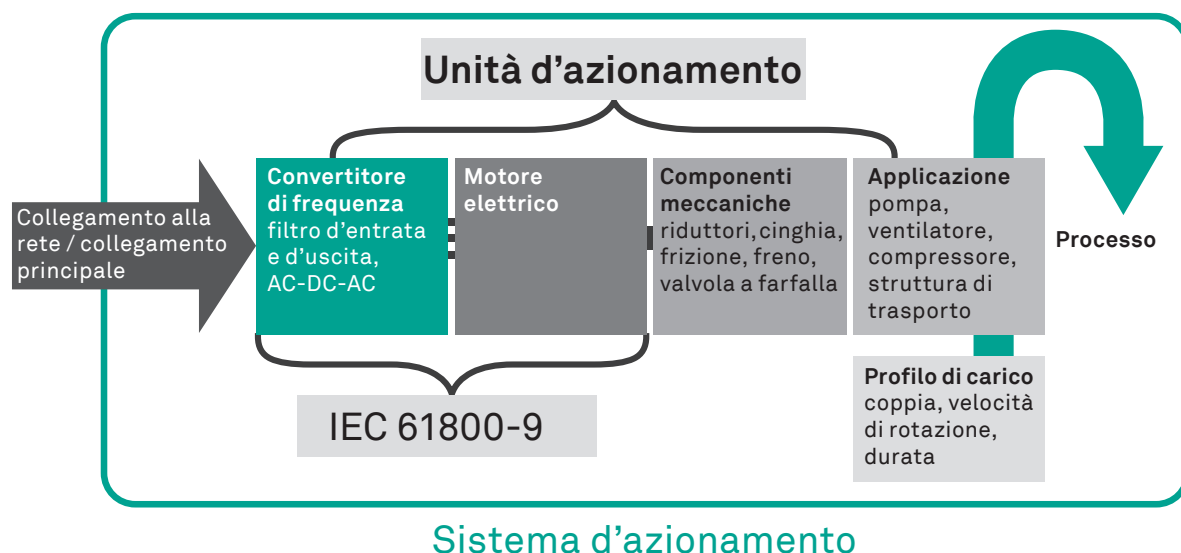 Unità d’azionamento
Collegamento alla
rete / collegamento
principale
Convertitore
di frequenza
filtro d’entrata
e d’uscita,
AC-DC-AC
Motore
elettrico
Componenti
meccaniche
riduttori, cinghia,
frizione, freno,
valvola a farfalla
Applicazione
pompa,
ventilatore,
compressore,
struttura di
trasporto
Processo
IEC 61800-9
Profilo di carico
coppia, velocità
di rotazione,
durata
Sistema d’azionamento